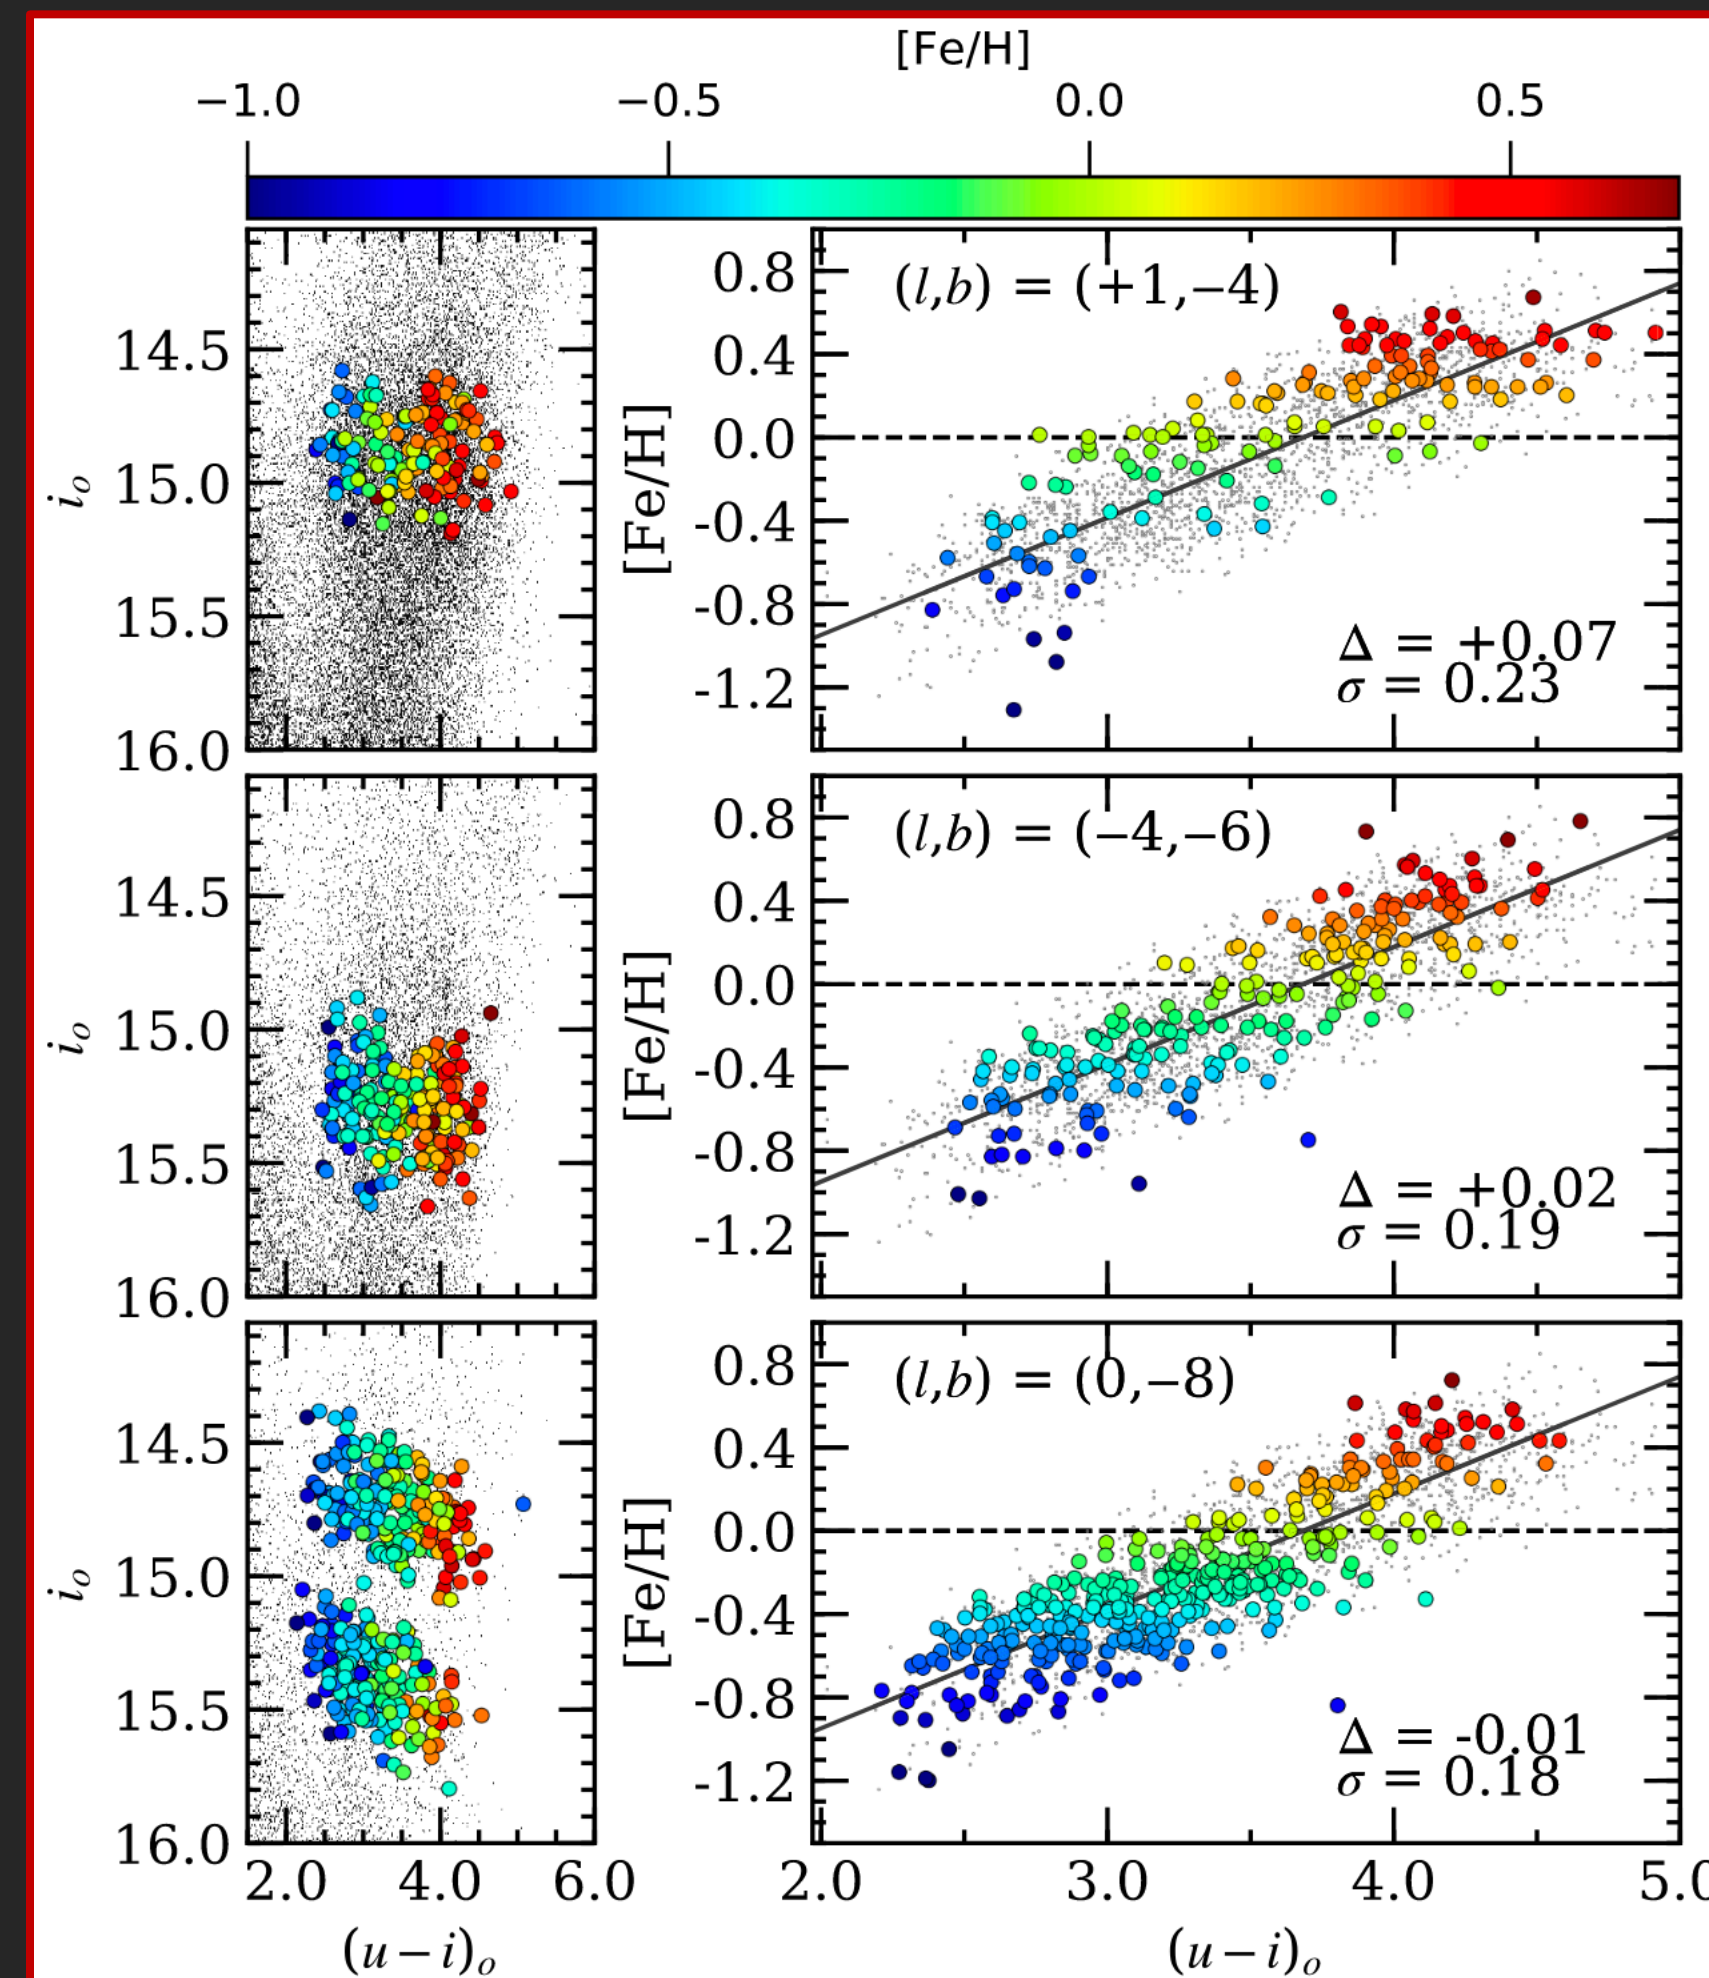 [Fe/H]
−1.0 −0.5 0.0 0.5
14.5
15.0
15.5
16.0
i_o
[Fe/H]
0.8
0.4
0.0
-0.4
-0.8
-1.2
(l,b) = (+1,−4)
Δ = +0.07
σ = 0.23
14.5
15.0
15.5
16.0
i_o
[Fe/H]
0.8
0.4
0.0
-0.4
-0.8
-1.2
(l,b) = (−4,−6)
Δ = +0.02
σ = 0.19
14.5
15.0
15.5
16.0
i_o
[Fe/H]
0.8
0.4
0.0
-0.4
-0.8
-1.2
(l,b) = (0,−8)
Δ = -0.01
σ = 0.18
2.0 4.0 6.0 2.0 3.0 4.0 5.0
(u−i)_o (u−i)_o